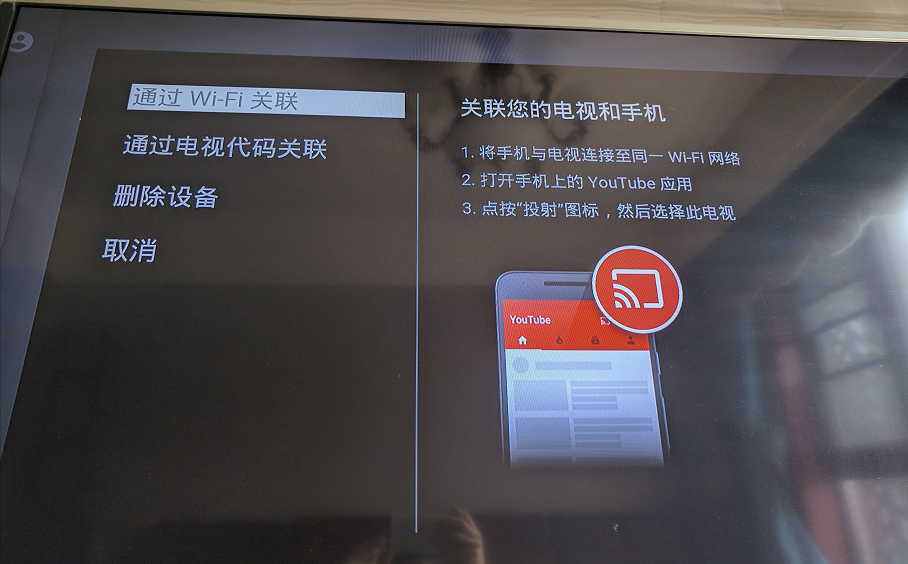 通过 Wi-Fi 关联
通过电视代码关联
删除设备
取消
关联您的电视和手机
1. 将手机与电视连接至同一 Wi-Fi 网络
2. 打开手机上的 YouTube 应用
3. 点按“投射”图标，然后选择此电视
YouTube